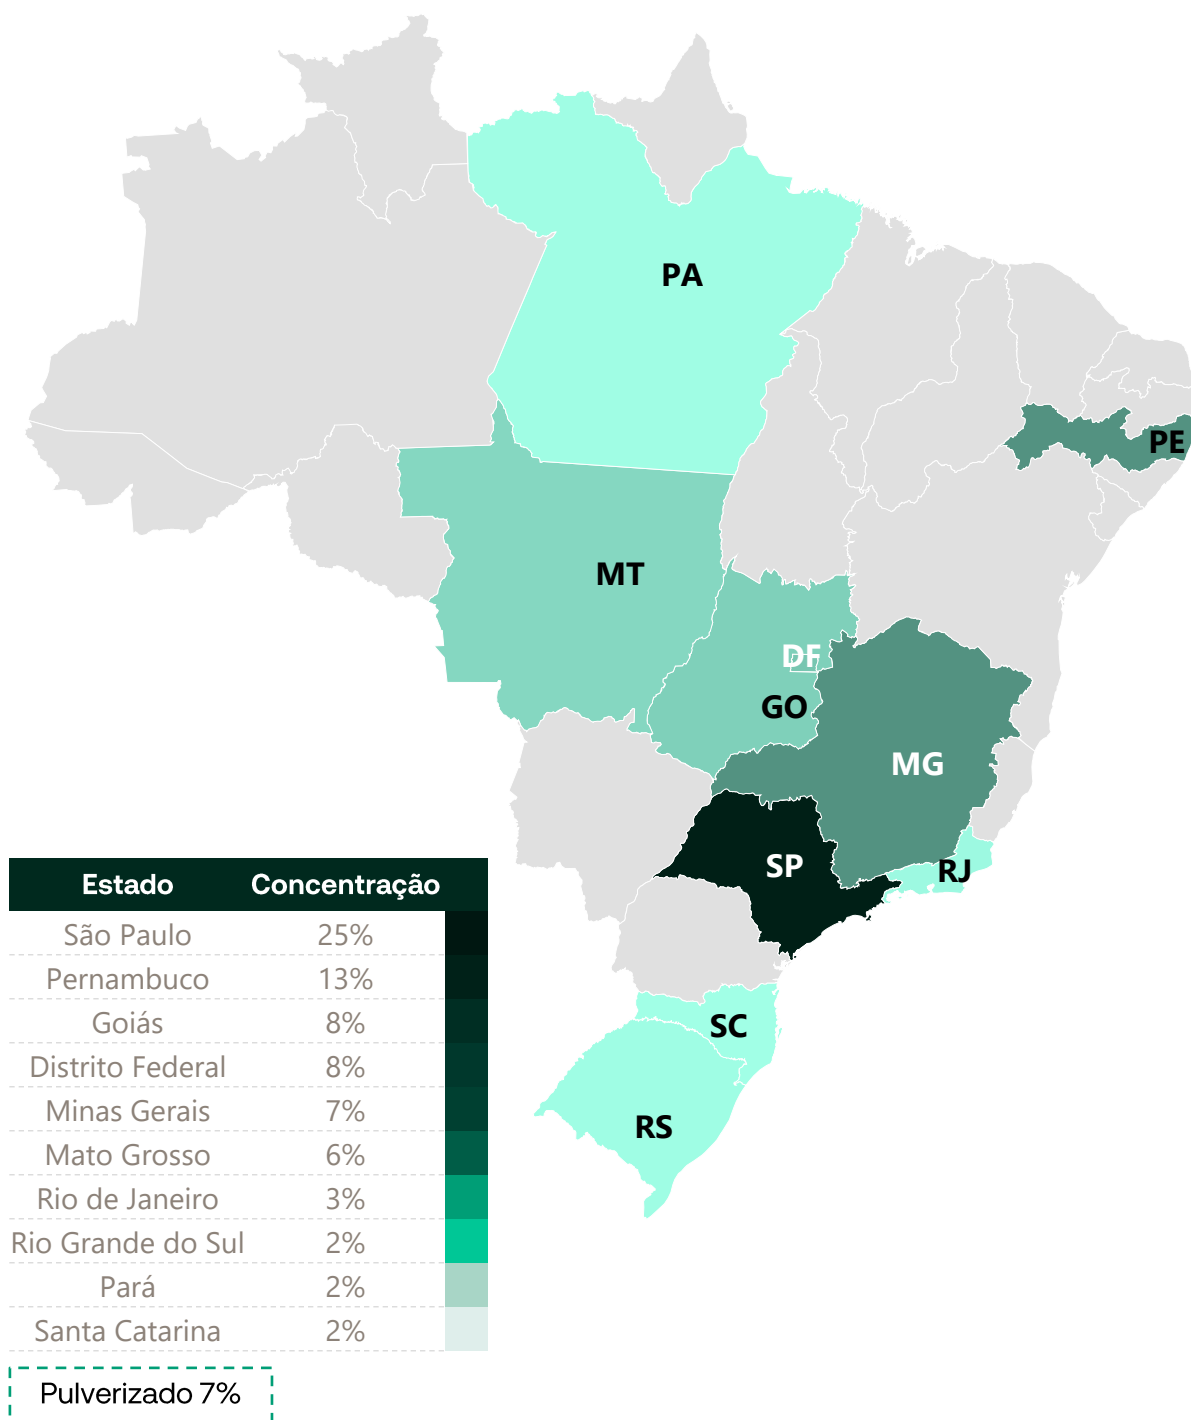 PA
PE
MT
DF
GO
MG
SP
RJ
SC
RS
Estado Concentração
São Paulo 25%
Pernambuco 13%
Goiás 8%
Distrito Federal 8%
Minas Gerais 7%
Mato Grosso 6%
Rio de Janeiro 3%
Rio Grande do Sul 2%
Pará 2%
Santa Catarina 2%
Pulverizado 7%